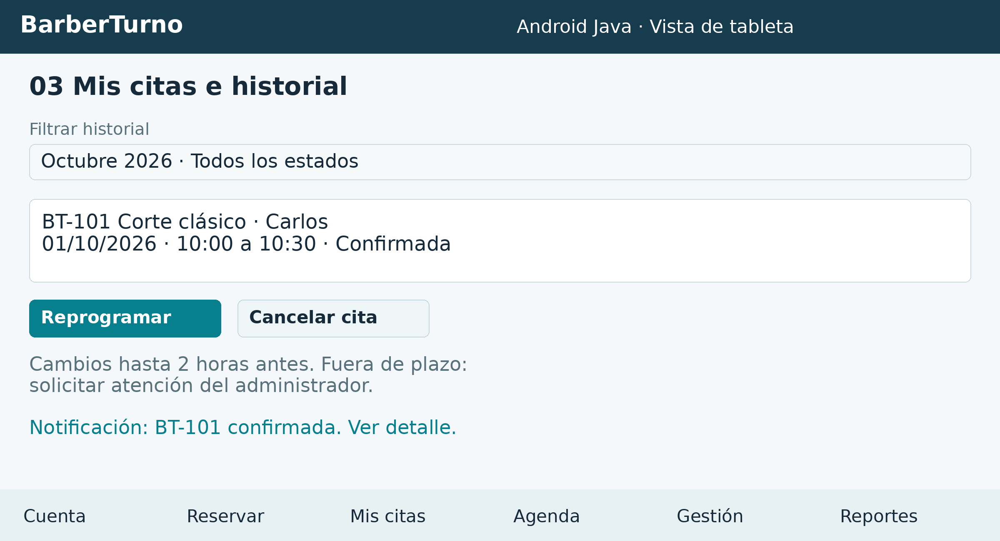 BarberTurno
Android Java · Vista de tableta
03 Mis citas e historial
Filtrar historial
Octubre 2026 · Todos los estados
BT-101 Corte clásico · Carlos
01/10/2026 · 10:00 a 10:30 · Confirmada
Reprogramar
Cancelar cita
Cambios hasta 2 horas antes. Fuera de plazo:
solicitar atención del administrador.
Notificación: BT-101 confirmada. Ver detalle.
Cuenta
Reservar
Mis citas
Agenda
Gestión
Reportes